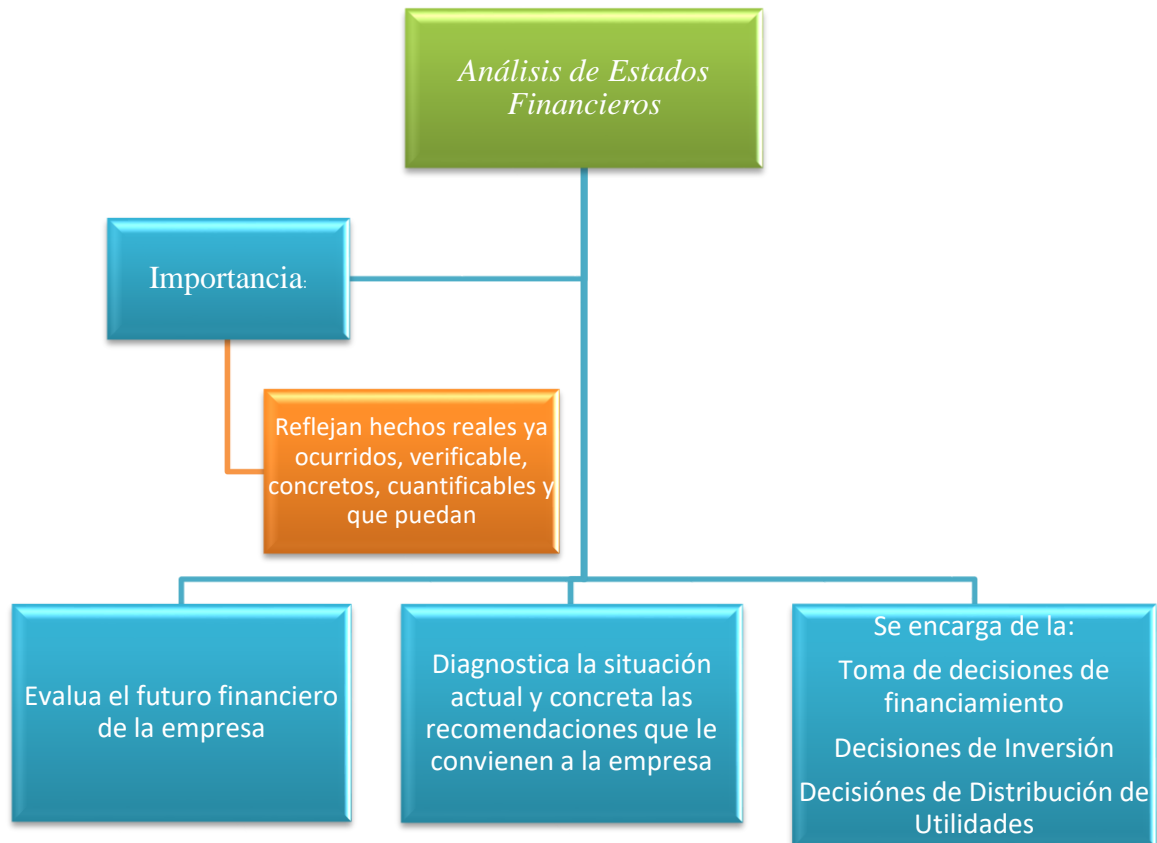 Análisis de Estados
Financieros
Importancia:
Reflejan hechos reales ya
ocurridos, verificable,
concretos, cuantificables y
que puedan
Evalua el futuro financiero
de la empresa
Diagnostica la situación
actual y concreta las
recomendaciones que le
convienen a la empresa
Se encarga de la:
Toma de decisiones de
financiamiento
Decisiones de Inversión
Decisiónes de Distribución de
Utilidades